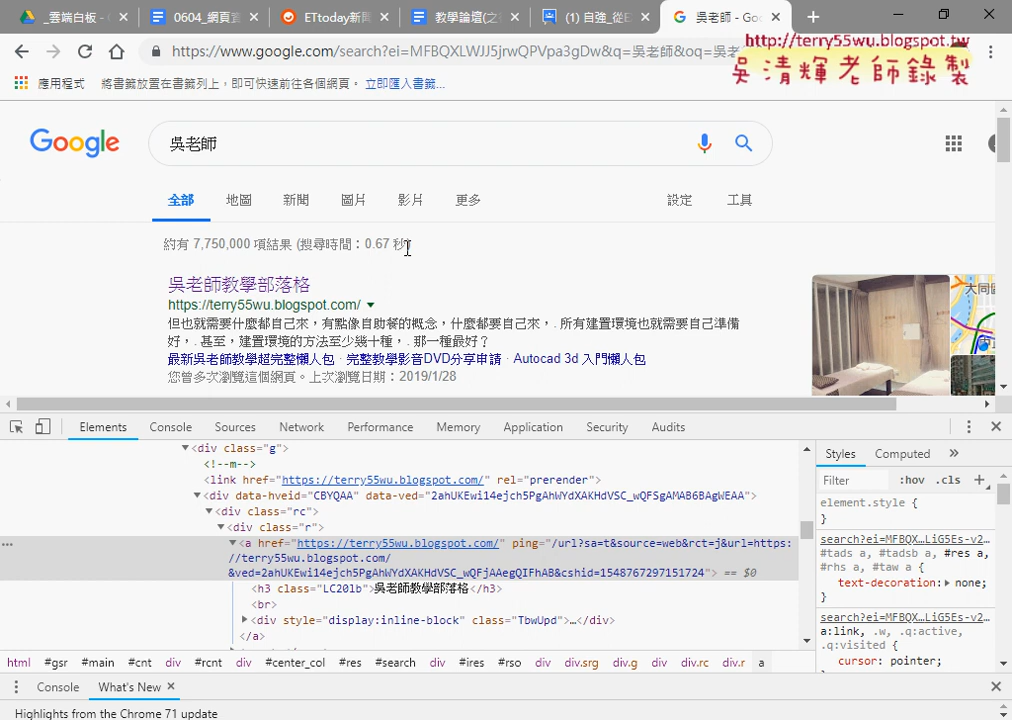 _雲端白板 - G
0604_網頁資
ETtoday新聞
教學論壇(之
(1) 自強_從E
吳老師 - Goo
https://www.google.com/search?ei=MFBQXLWJJ5jrwQPVpa3gDw&q=吳老師&oq=吳老
http://terry55wu.blogspot.tw
吳清輝老師錄製
應用程式
將書籤放置在書籤列上，即可快速前往各個網頁。 立即匯入書籤...
Google
吳老師
全部 地圖 新聞 圖片 影片 更多 設定 工具
約有 7,750,000 項結果 (搜尋時間：0.67 秒)
吳老師教學部落格
https://terry55wu.blogspot.com/
但也就需要什麼都自己來，有點像自助餐的概念，什麼都要自己來，. 所有建置環境也需要自己準備
好，. 甚至，建置環境的方法至少幾十種，. 那一種最好？
最新吳老師教學超完整懶人包 · 完整教學影音DVD分享申請 · Autocad 3d 入門懶人包
您曾多次瀏覽這個網頁。上次瀏覽日期：2019/1/28
大同區
Elements Console Sources Network Performance Memory Application Security Audits
<div class="g">
<!--m-->
<link href="https://terry55wu.blogspot.com/" rel="prerender">
<div data-hveid="CBYQAA" data-ved="2ahUKEwi14ejch5PgAhWYdXAKHdVSC_wQFSgAMAB6BAgWEAA">
<div class="rc">
<div class="r">
<a href="https://terry55wu.blogspot.com/" ping="/url?sa=t&source=web&rct=j&url=https:
//terry55wu.blogspot.com/
&ved=2ahUKEwi14ejch5PgAhWYdXAKHdVSC_wQFjAAegQIFhAB&cshid=1548767297151724"> == $0
<h3 class="LC20lb">吳老師教學部落格</h3>
<br>
<div style="display:inline-block" class="TbwUpd">…</div>
</a>
Styles Computed »
Filter :hov .cls +
element.style {
}
search?ei=MFBQX…LiG5Es-v2…
#tads a, #tadsb a, #res a,
#rhs a, #taw a {
text-decoration: none;
}
search?ei=MFBQX…LiG5Es-v2…
a:link, .w, .q:active,
.q:visited {
cursor: pointer;
html #gsr #main #cnt div #rcnt div #center_col #res #search div #ires #rso div div.srg div.g div div.rc div.r a
Console What's New
Highlights from the Chrome 71 update